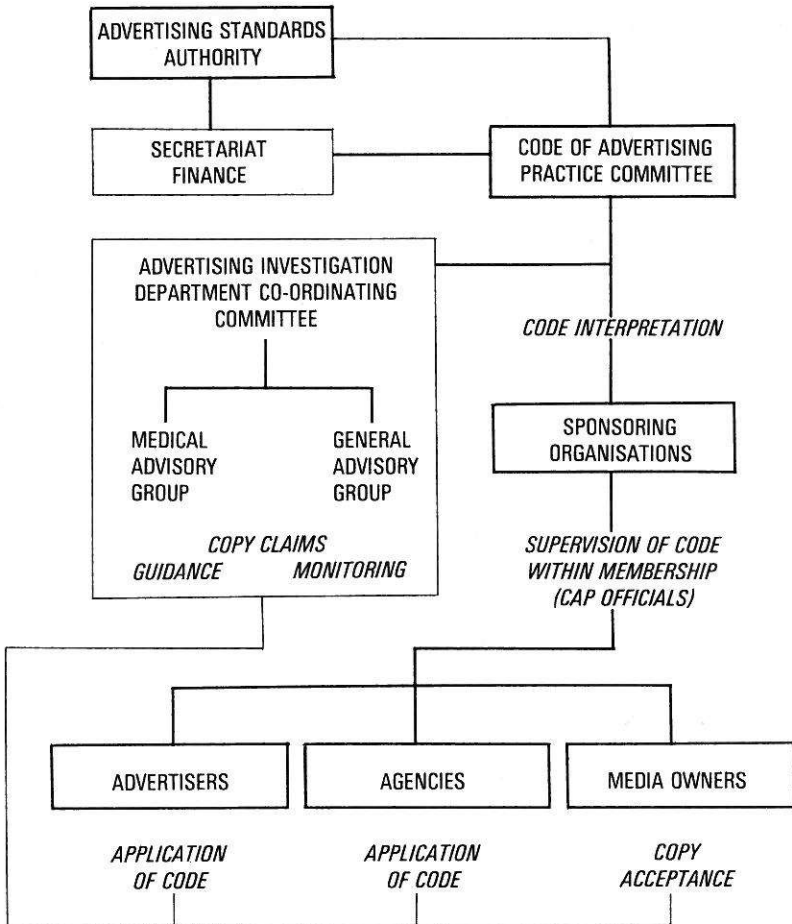 ADVERTISING STANDARDS
AUTHORITY
SECRETARIAT
FINANCE
CODE OF ADVERTISING
PRACTICE COMMITTEE
ADVERTISING INVESTIGATION
DEPARTMENT CO-ORDINATING
COMMITTEE
MEDICAL
ADVISORY
GROUP
GENERAL
ADVISORY
GROUP
COPY CLAIMS
GUIDANCE MONITORING
CODE INTERPRETATION
SPONSORING
ORGANISATIONS
SUPERVISION OF CODE
WITHIN MEMBERSHIP
(CAP OFFICIALS)
ADVERTISERS
AGENCIES
MEDIA OWNERS
APPLICATION
OF CODE
APPLICATION
OF CODE
COPY
ACCEPTANCE